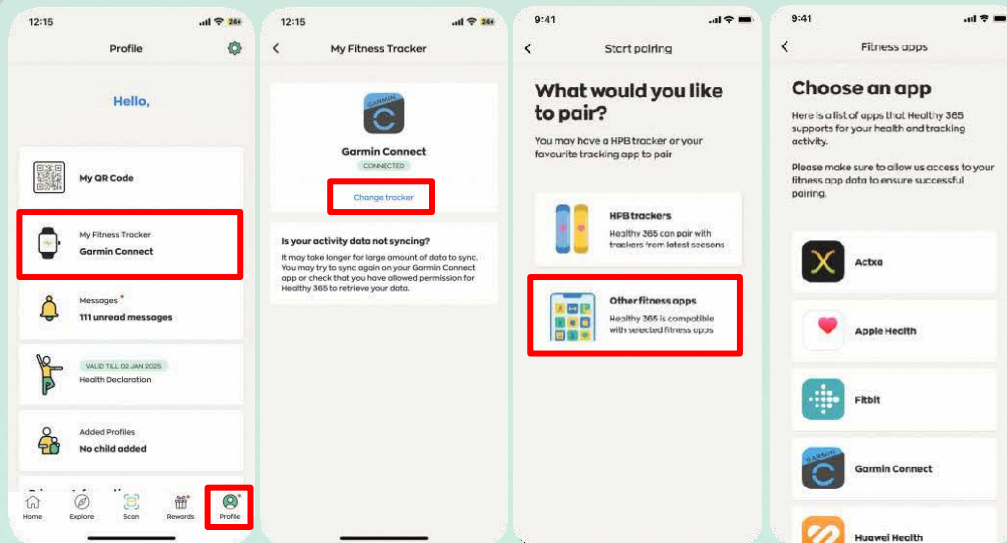 12:15
24+
Profile
Hello,
My QR Code
My Fitness Tracker
Garmin Connect
Messages
111 unread messages
VALID TILL 02 JAN 2025
Health Declaration
Added Profiles
No child added
Home
Explore
Scan
Rewards
Profile
12:15
24+
My Fitness Tracker
GARMIN
Garmin Connect
CONNECTED
Change tracker
Is your activity data not syncing?
It may take longer for large amount of data to sync.
You may try to sync again on your Garmin Connect
app or check that you have allowed permission for
Healthy 365 to retrieve your data.
9:41
Start pairing
What would you like
to pair?
You may have a HPB tracker or your
favourite tracking app to pair
HPB trackers
Healthy 365 can pair with
trackers from latest seasons
Other fitness apps
Healthy 365 is compatible
with selected fitness apps
9:41
Fitness apps
Choose an app
Here is a list of apps that Healthy 365
supports for your health and tracking
activity.
Please make sure to allow us access to your
fitness app data to ensure successful
pairing.
Actxa
Apple Health
Fitbit
GARMIN
Garmin Connect
Huawei Health